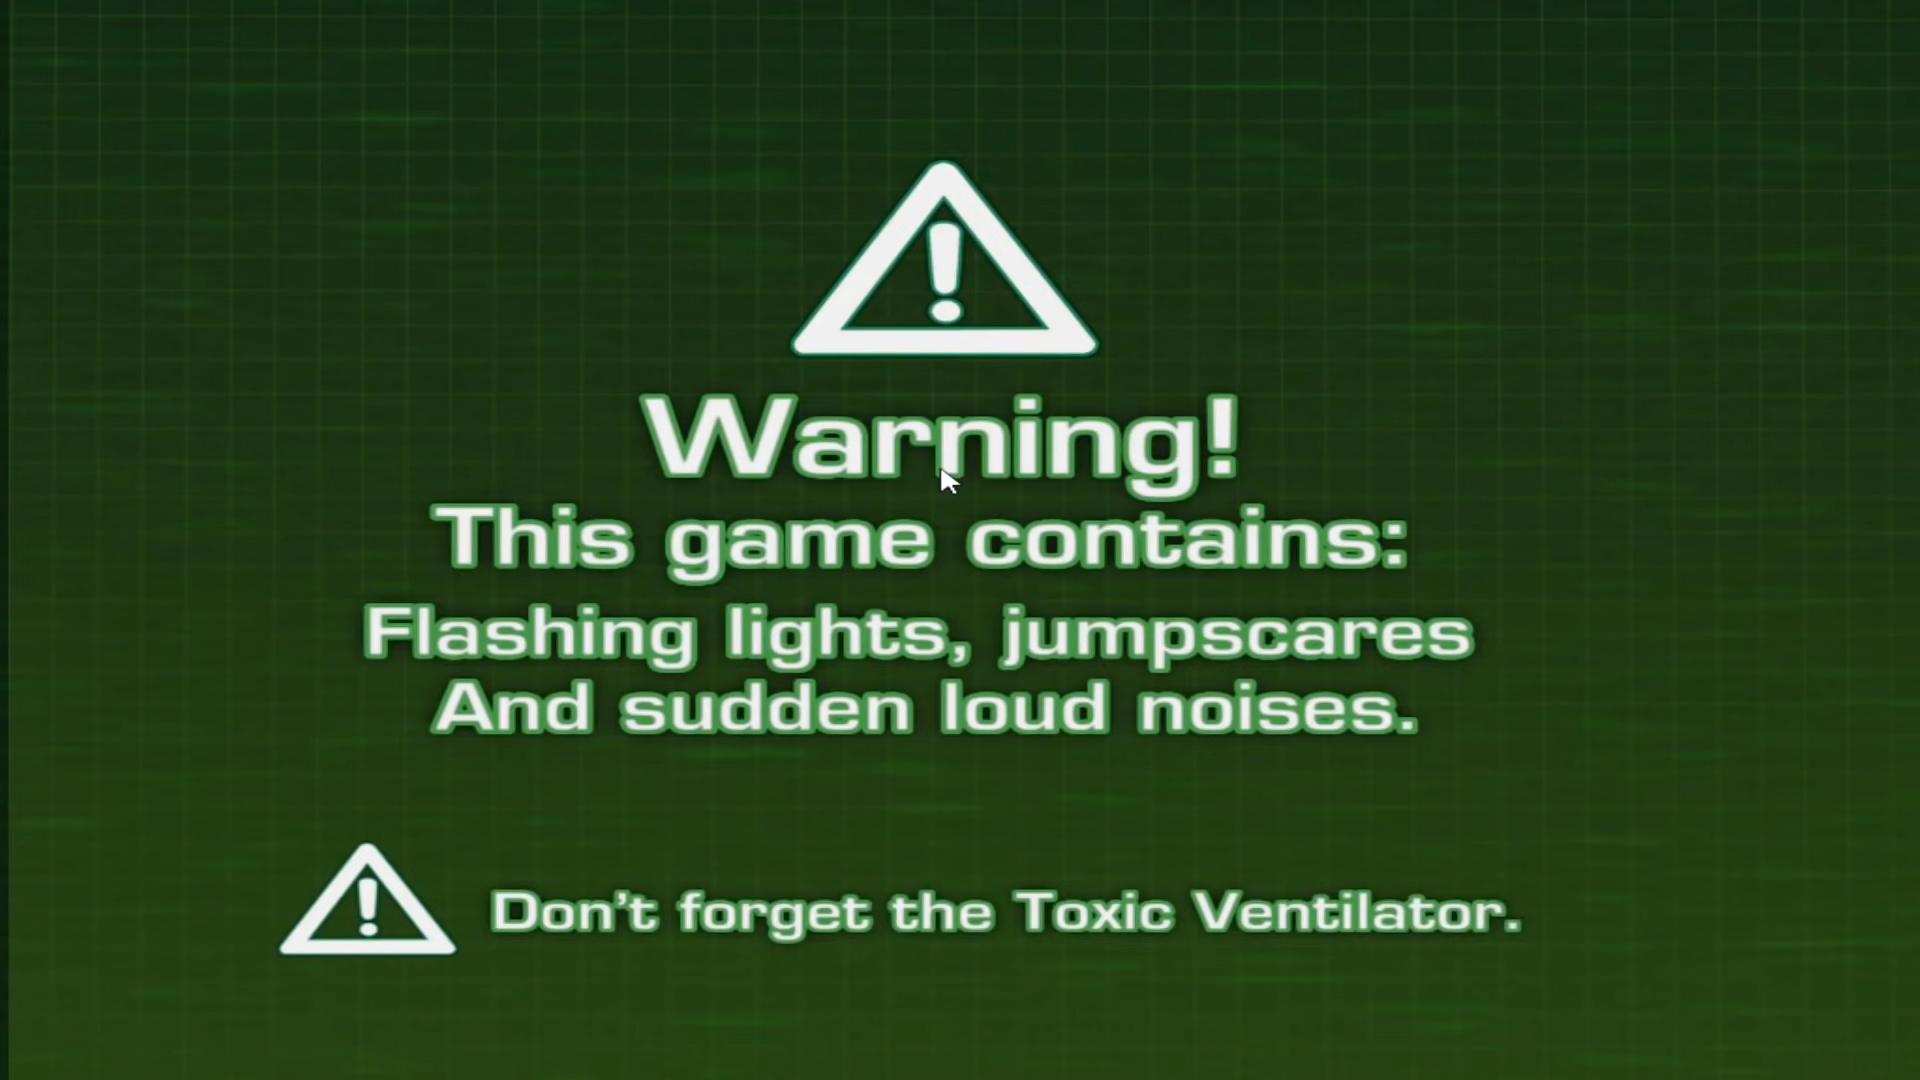 Warning!
This game contains:
Flashing lights, jumpscares
And sudden loud noises.
Don't forget the Toxic Ventilator.